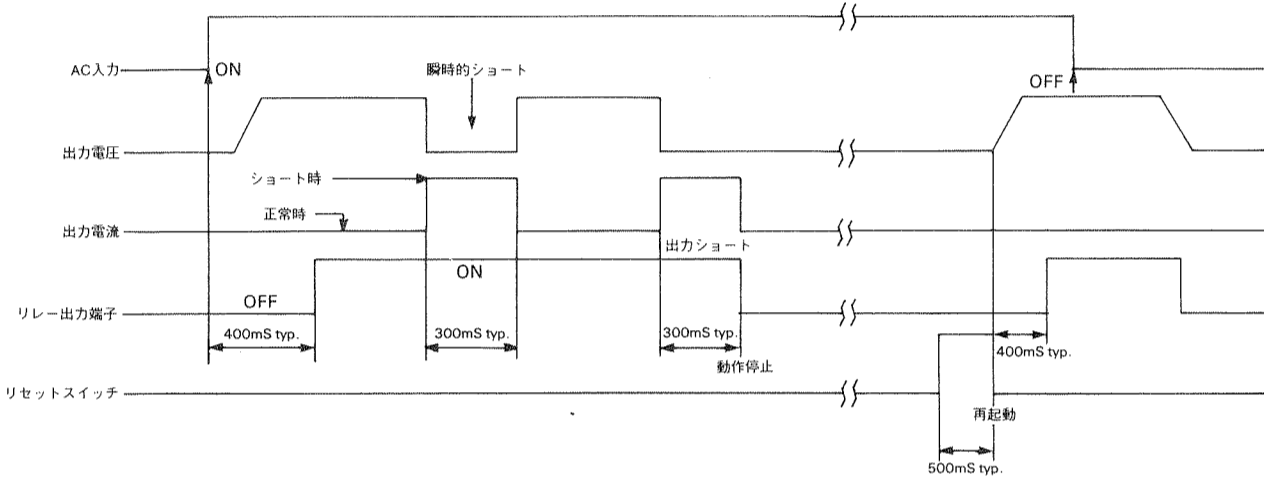 AC入力
ON
瞬時的ショート
OFF
出力電圧
ショート時
正常時
出力電流
出力ショート
ON
OFF
リレー出力端子
400mS typ.
300mS typ.
300mS typ.
400mS typ.
動作停止
リセットスイッチ
再起動
500mS typ.